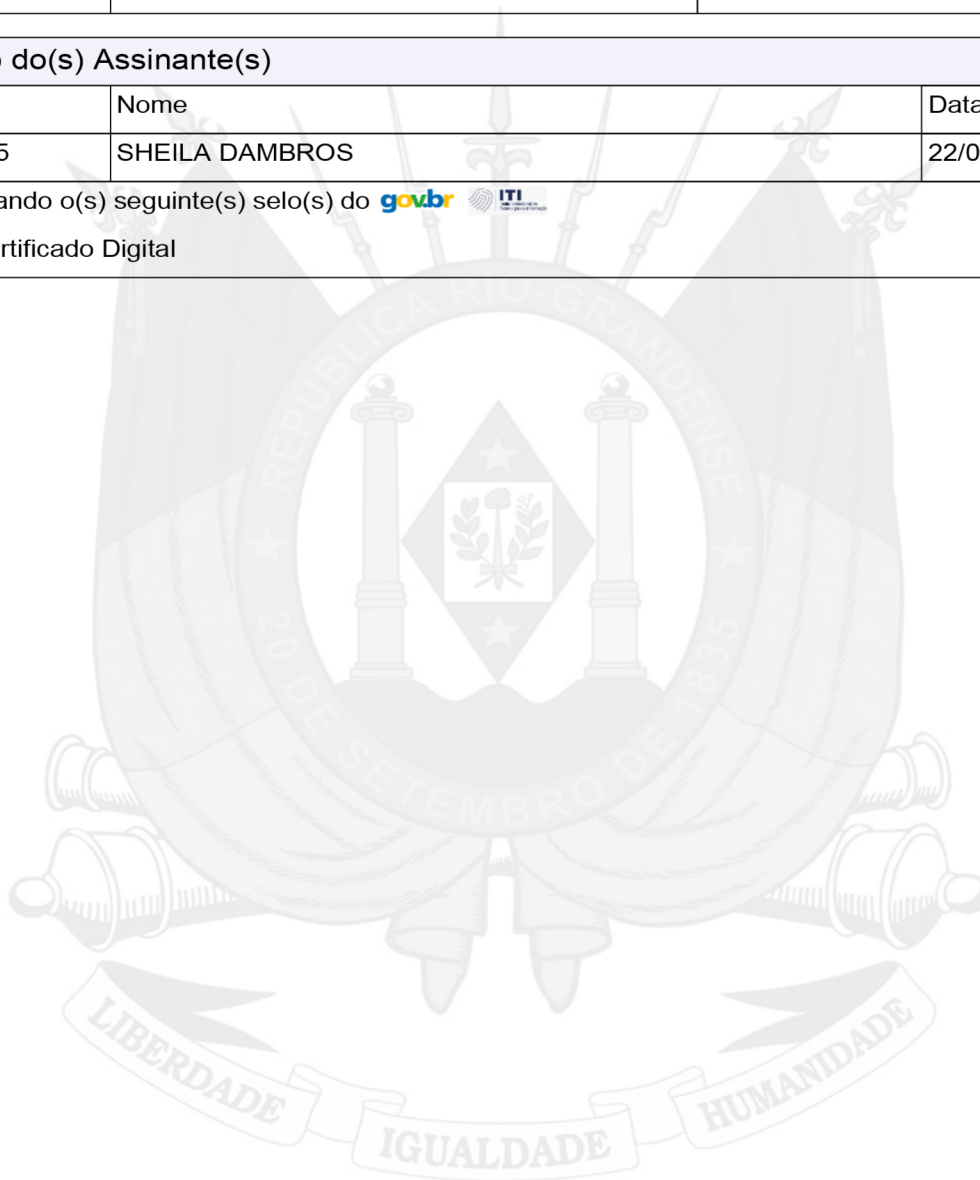 o do(s) Assinante(s)
Nome Data
5 SHEILA DAMBROS 22/0
ando o(s) seguinte(s) selo(s) do gov.br ITI
rtificado Digital
REPUBLICA RIO-GRANDENSE
20 DE SETEMBRO DE 1835
LIBERDADE IGUALDADE HUMANIDADE